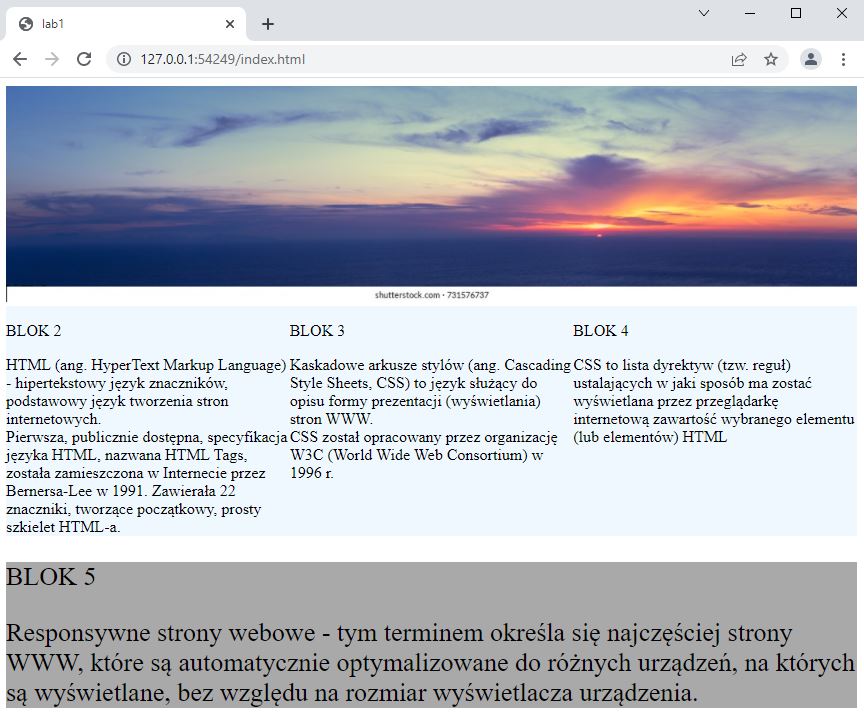 lab1
127.0.0.1:54249/index.html
shutterstock.com · 731576737
BLOK 2
HTML (ang. HyperText Markup Language)
- hipertekstowy język znaczników,
podstawowy język tworzenia stron
internetowych.
Pierwsza, publicznie dostępna, specyfikacja
języka HTML, nazwana HTML Tags,
została zamieszczona w Internecie przez
Bernersa-Lee w 1991. Zawierała 22
znaczniki, tworzące początkowy, prosty
szkielet HTML-a.
BLOK 3
Kaskadowe arkusze stylów (ang. Cascading
Style Sheets, CSS) to język służący do
opisu formy prezentacji (wyświetlania)
stron WWW.
CSS został opracowany przez organizację
W3C (World Wide Web Consortium) w
1996 r.
BLOK 4
CSS to lista dyrektyw (tzw. reguł)
ustalających w jaki sposób ma zostać
wyświetlana przez przeglądarkę
internetową zawartość wybranego elementu
(lub elementów) HTML
BLOK 5
Responsywne strony webowe - tym terminem określa się najczęściej strony
WWW, które są automatycznie optymalizowane do różnych urządzeń, na których
są wyświetlane, bez względu na rozmiar wyświetlacza urządzenia.